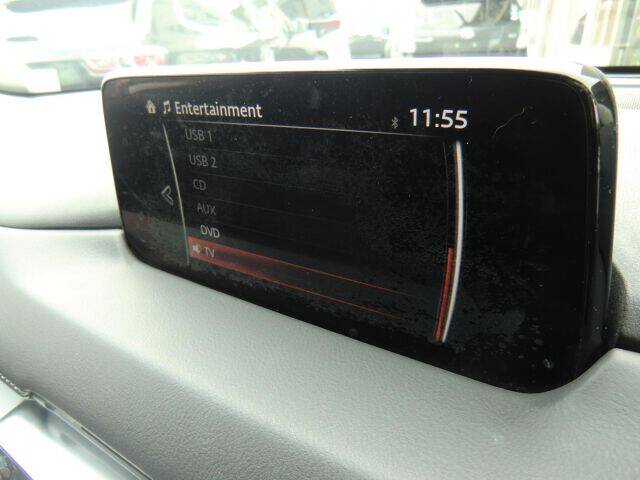 Entertainment
11:55
USB 1
USB 2
CD
AUX
DVD
TV